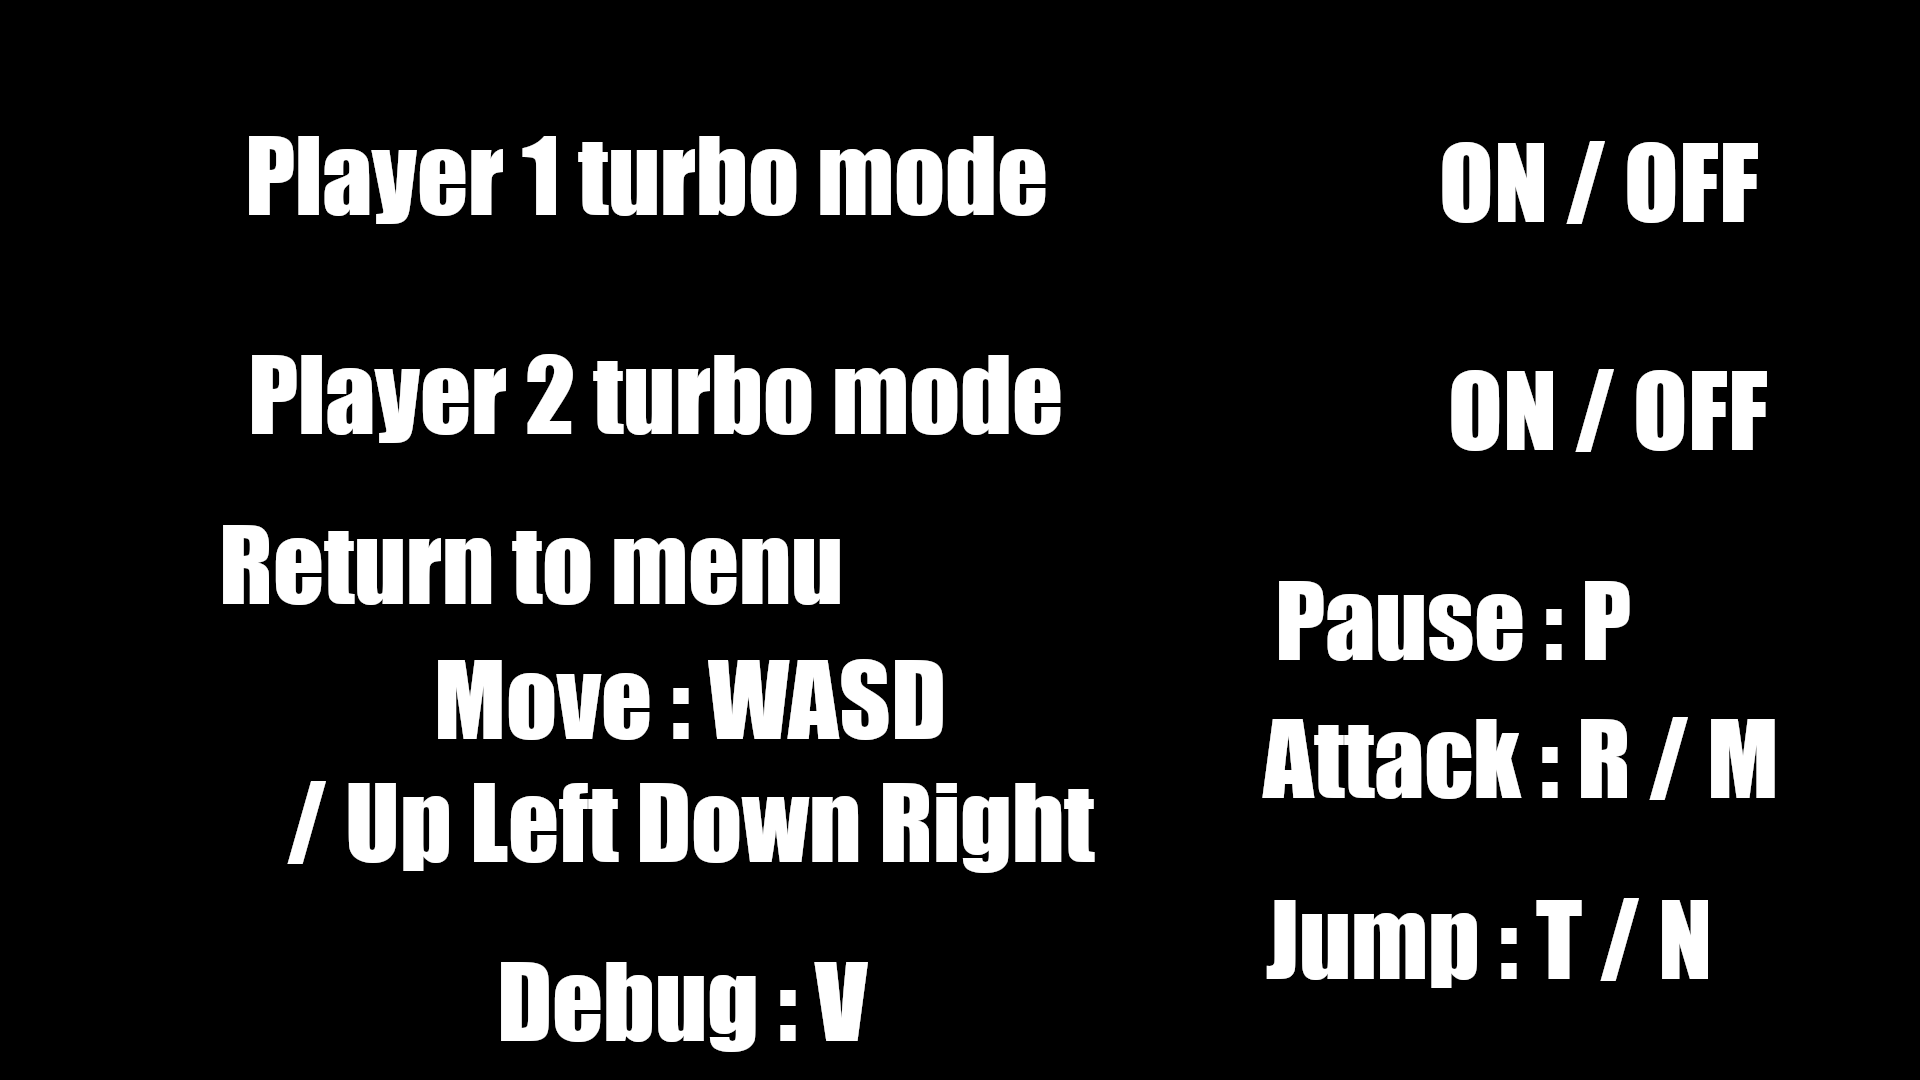 Player 1 turbo mode
ON / OFF
Player 2 turbo mode
ON / OFF
Return to menu
Move : WASD
/ Up Left Down Right
Debug : V
Pause : P
Attack : R / M
Jump : T / N